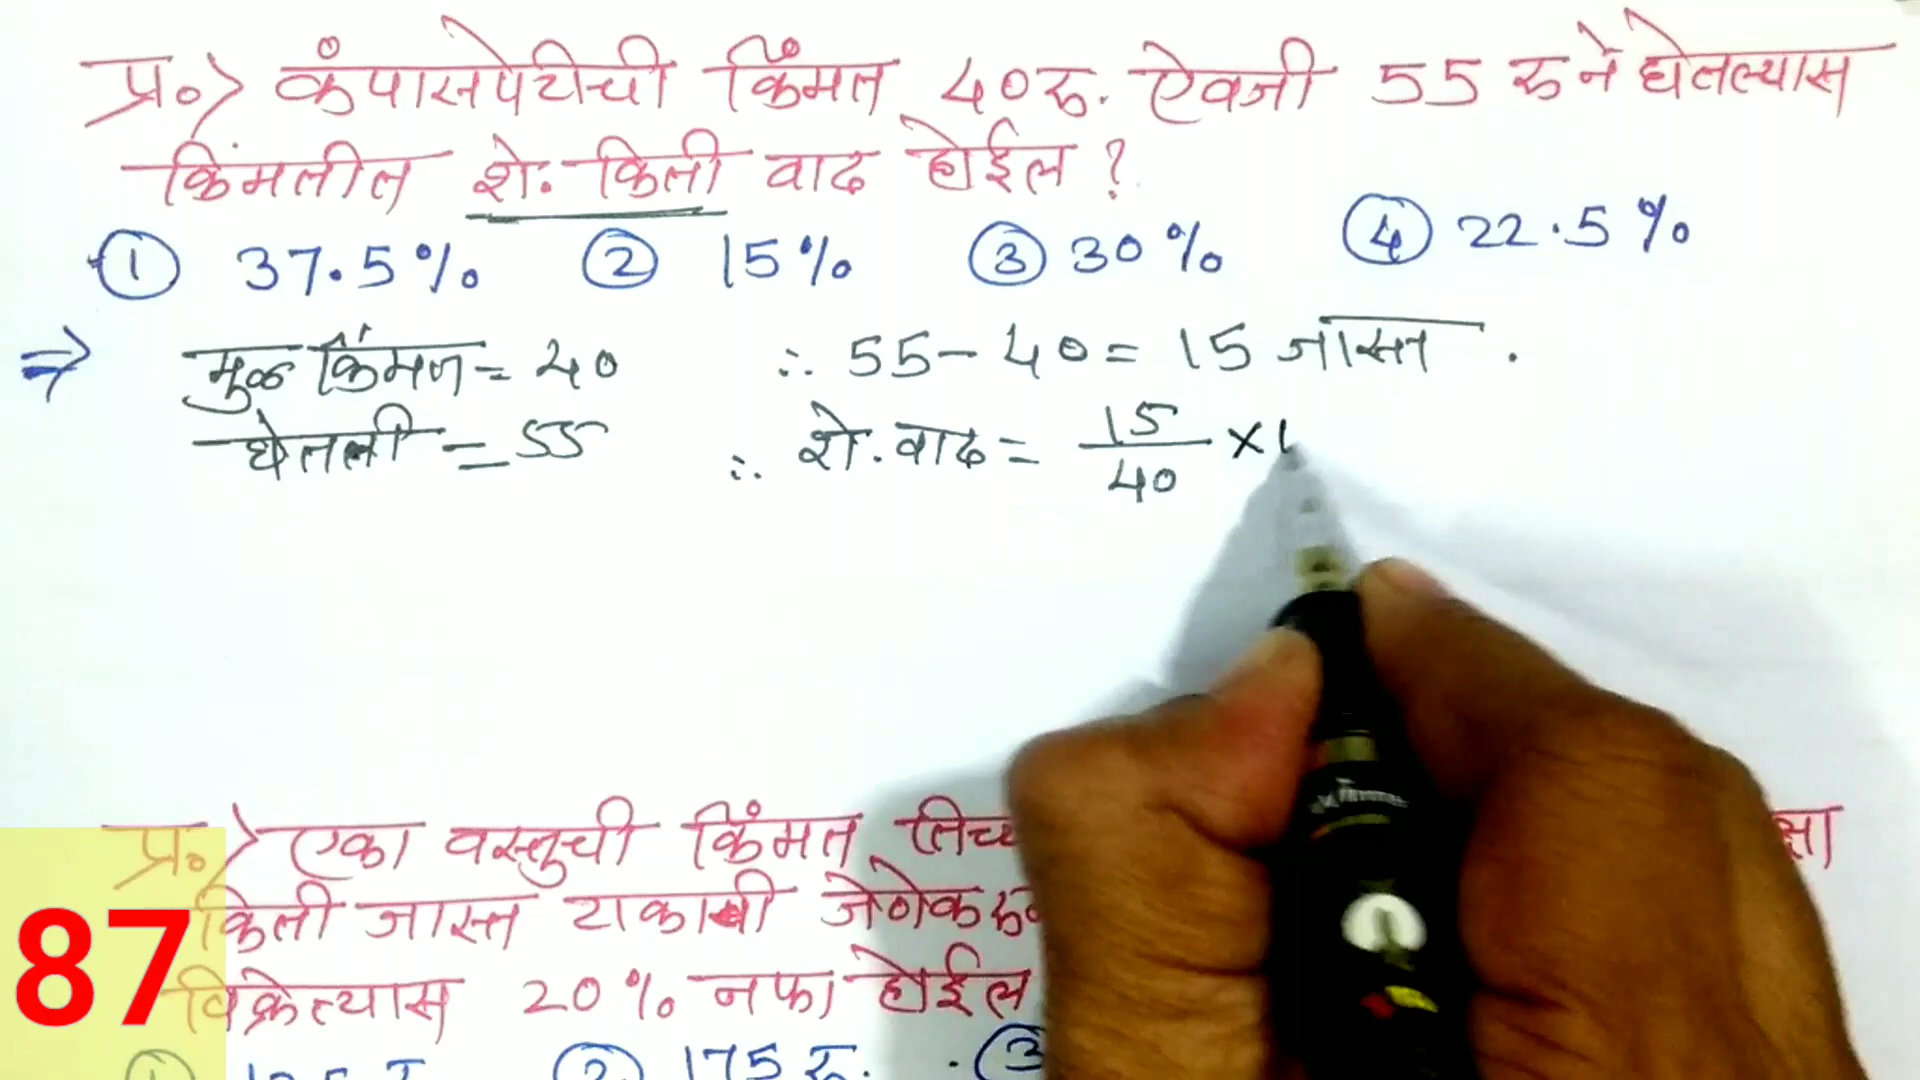 प्र.> कंपासपेटीची किंमत 40रु. ऐवजी 55 रुने घेतल्यास
किंमतीत शे. किती वाढ होईल ?
① 37.5% ② 15% ③ 30% ④ 22.5%
⇒ मुळ किंमत = 40 ∴ 55 - 40 = 15 जास्त .
घेतली = 55 ∴ शे. वाढ = 15/40 × 1
प्र.> एका वस्तुची किंमत
किती जास्त टाकावी जेणेकरु
विक्रेत्यास 20% नफा होईल
② 175 रु. . ③
87